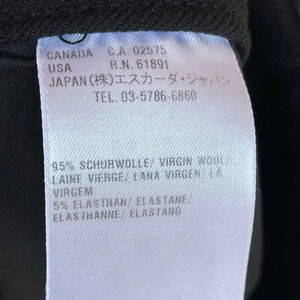 CANADA C.A. 02575
USA R.N. 61891
JAPAN(株)エスカーダ・ジャパン
TEL. 03-5786-6860
95% SCHURWOLLE/ VIRGIN WOOL/
LAINE VIERGE/ LANA VIRGEN/ LA
VIRGEM
5% ELASTHAN/ ELASTANE/
ELASTHANNE/ ELASTANO